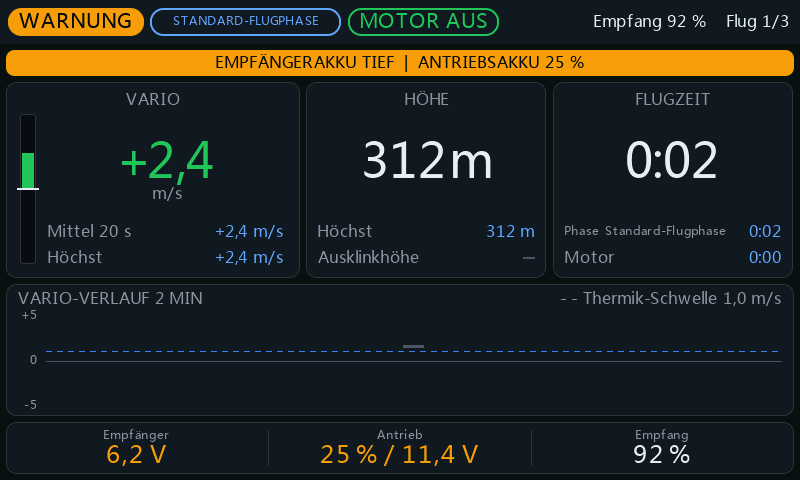 WARNUNG STANDARD-FLUGPHASE MOTOR AUS Empfang 92 % Flug 1/3
EMPFÄNGERAKKU TIEF | ANTRIEBSAKKU 25 %
VARIO
+2,4
m/s
Mittel 20 s +2,4 m/s
Höchst +2,4 m/s
HÖHE
312 m
Höchst 312 m
Ausklinkhöhe —
FLUGZEIT
0:02
Phase Standard-Flugphase 0:02
Motor 0:00
VARIO-VERLAUF 2 MIN - - Thermik-Schwelle 1,0 m/s
+5
0
-5
Empfänger
6,2 V
Antrieb
25 % / 11,4 V
Empfang
92 %